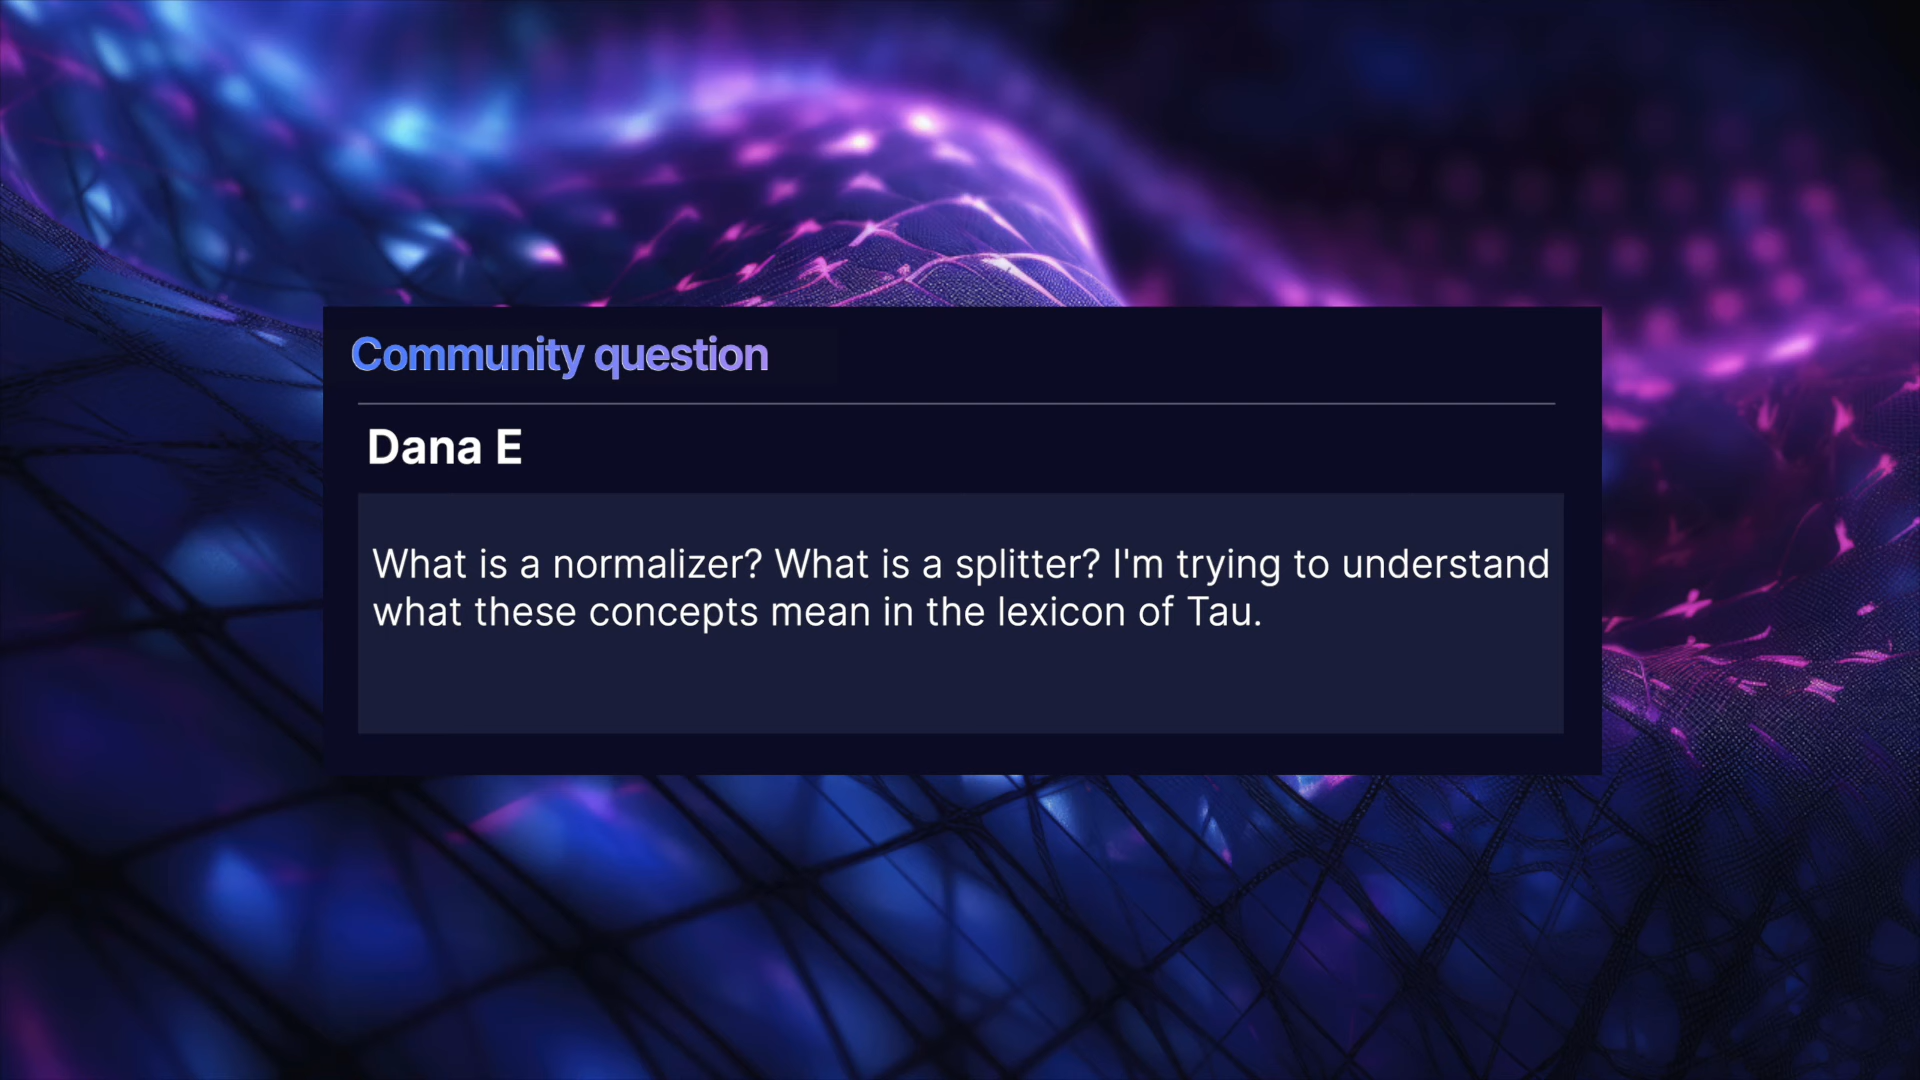 Community question
Dana E
What is a normalizer? What is a splitter? I'm trying to understand
what these concepts mean in the lexicon of Tau.